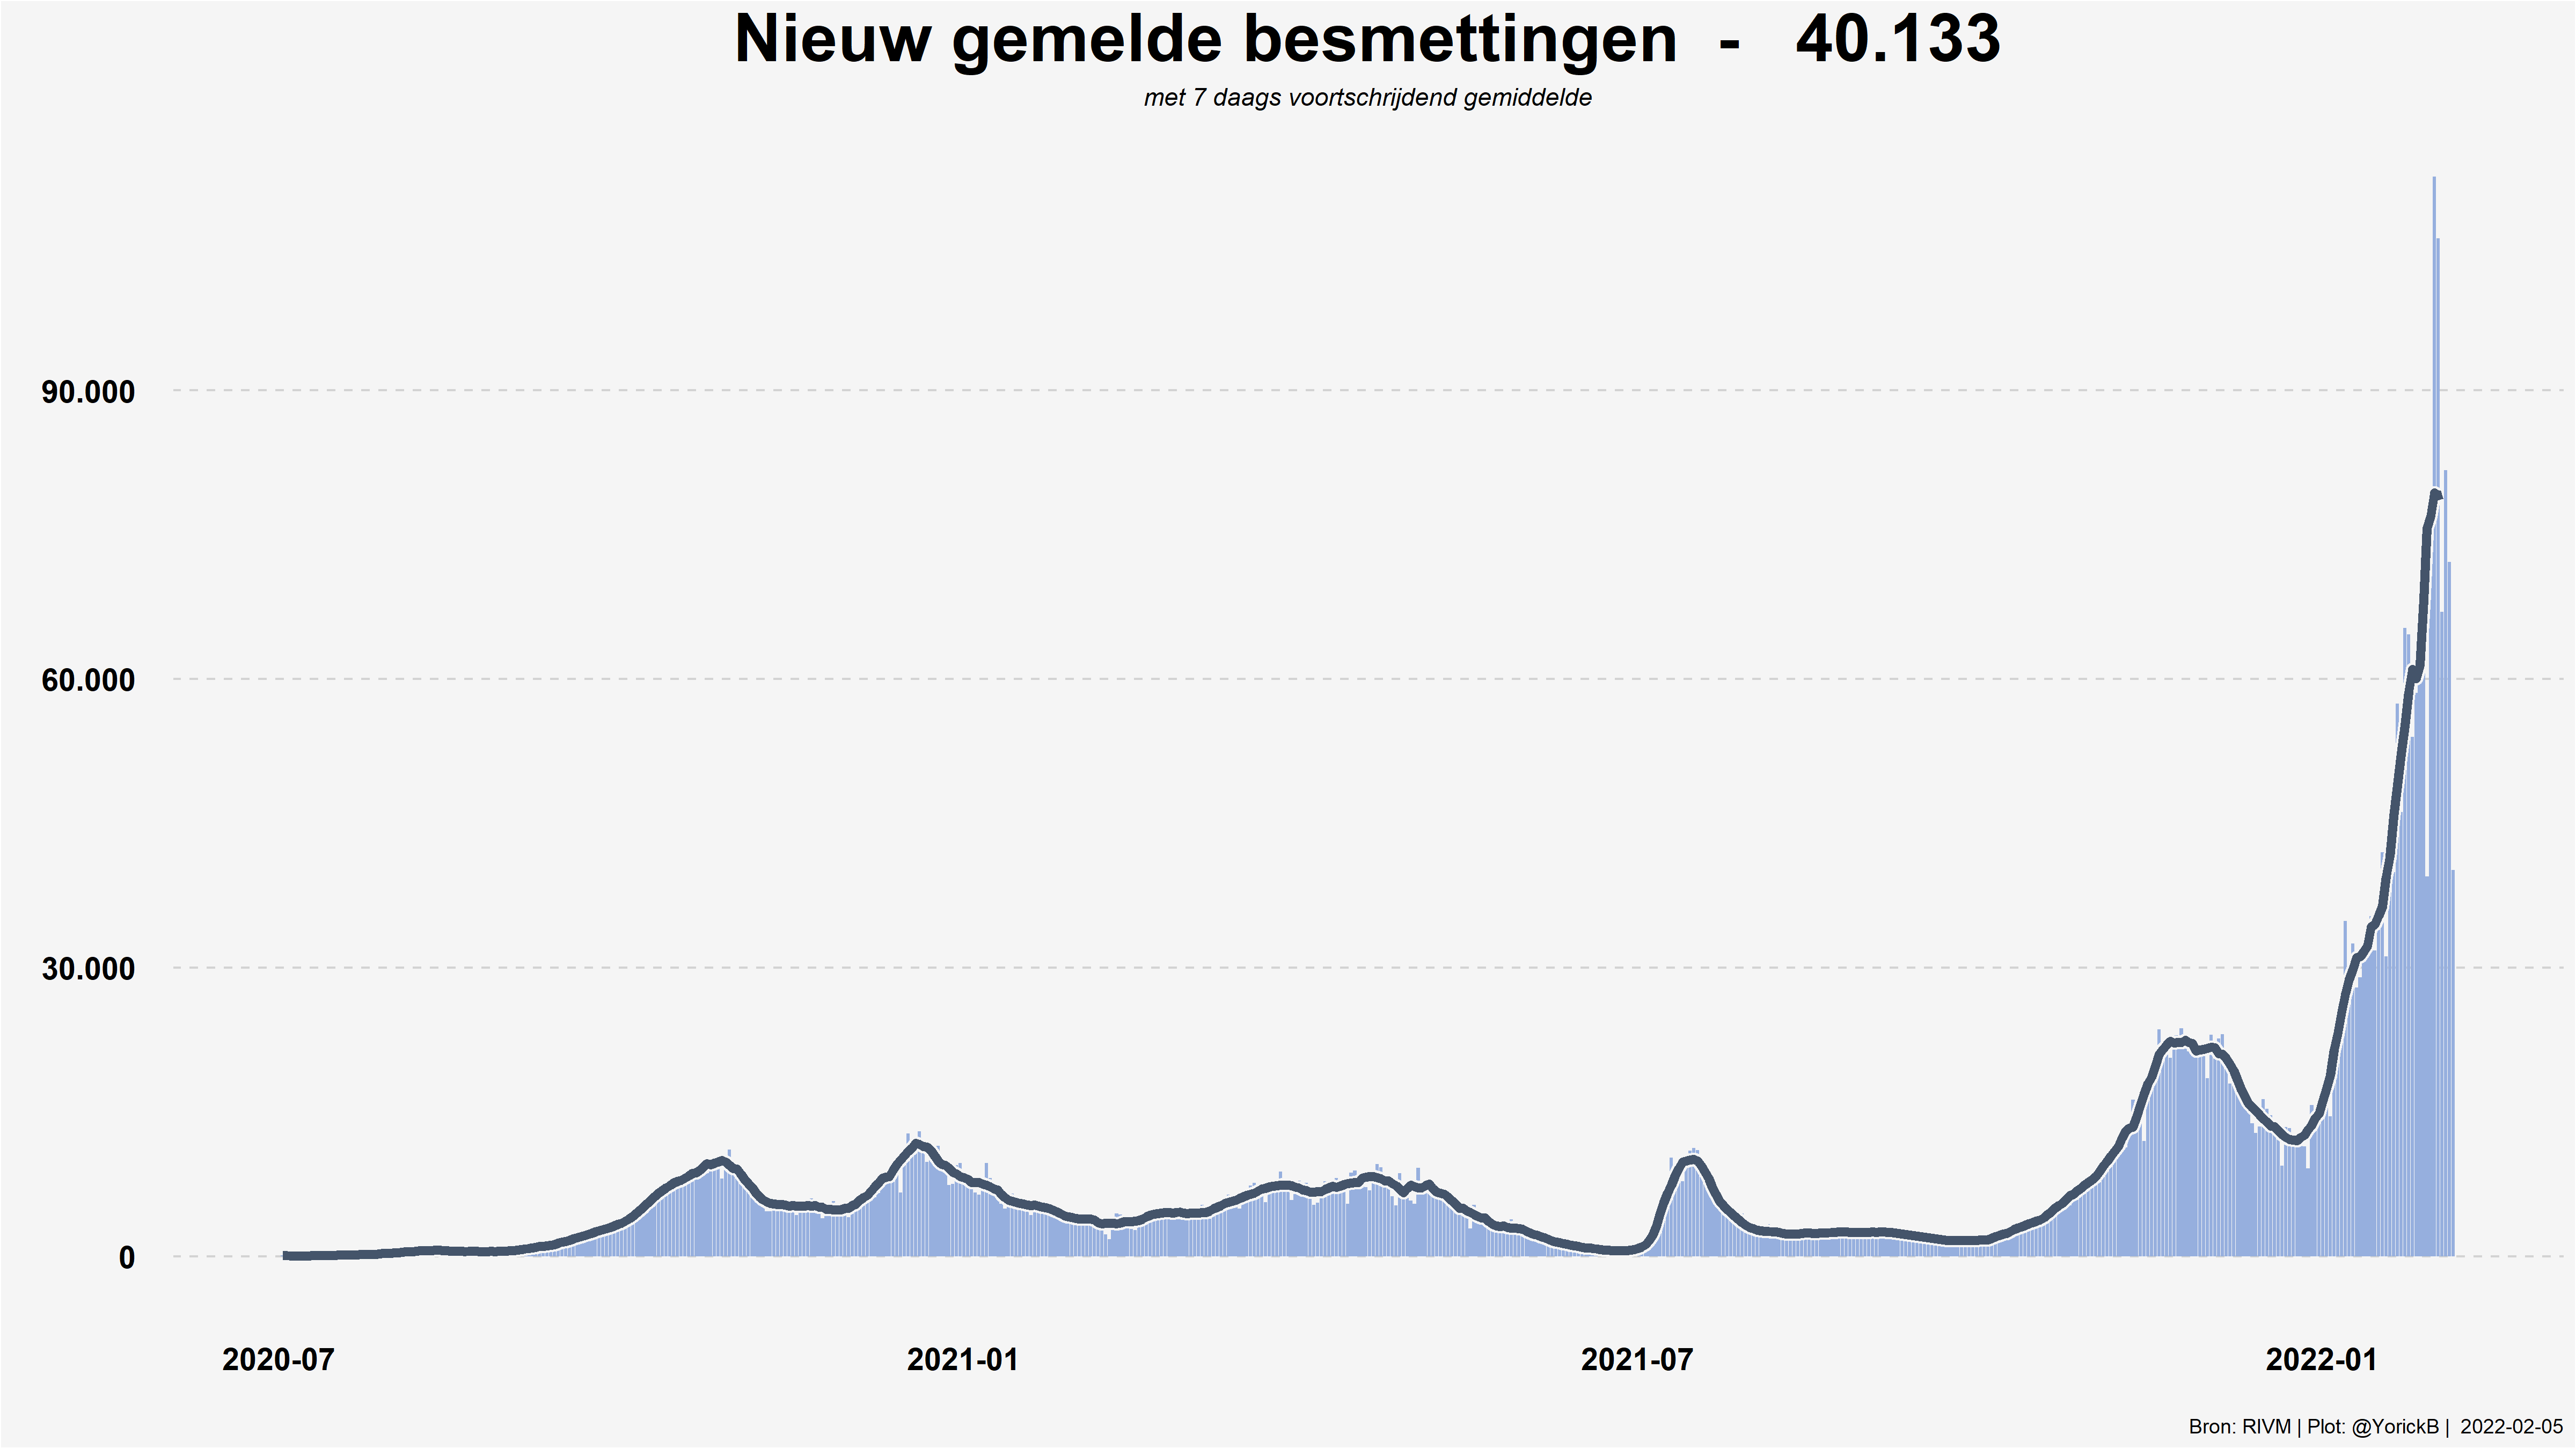 Nieuw gemelde besmettingen - 40.133
met 7 daags voortschrijdend gemiddelde
90.000
60.000
30.000
0
2020-07 2021-01 2021-07 2022-01
Bron: RIVM | Plot: @YorickB | 2022-02-05